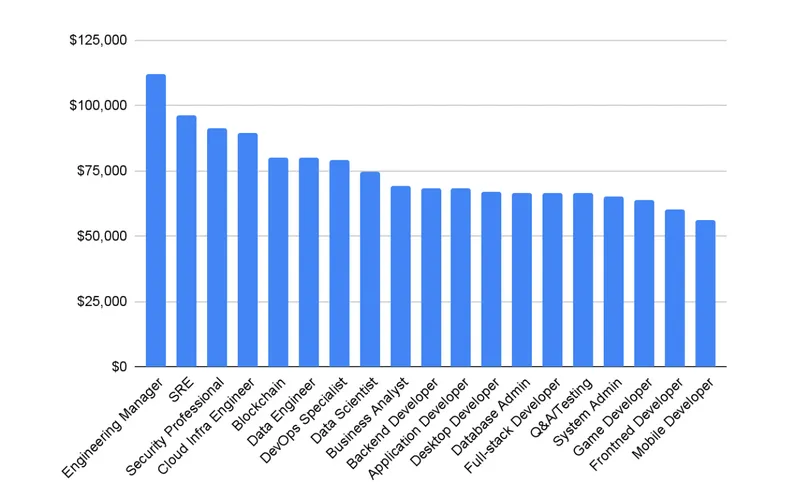 $125,000
$100,000
$75,000
$50,000
$25,000
$0
Engineering Manager
SRE
Security Professional
Cloud Infra Engineer
Blockchain
Data Engineer
DevOps Specialist
Data Scientist
Business Analyst
Backend Developer
Application Developer
Desktop Developer
Database Admin
Full-stack Developer
Q&A/Testing
System Admin
Game Developer
Frontned Developer
Mobile Developer